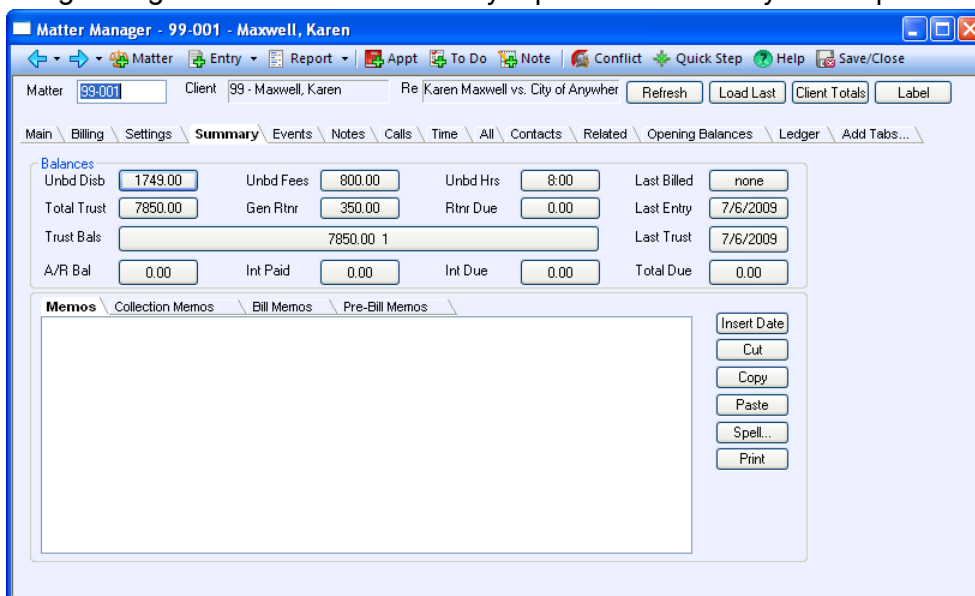 Matter Manager - 99-001 - Maxwell, Karen
Matter Entry Report Appt To Do Note Conflict Quick Step Help Save/Close
Matter 99-001 Client 99 - Maxwell, Karen Re Karen Maxwell vs. City of Anywher Refresh Load Last Client Totals Label
Main Billing Settings Summary Events Notes Calls Time All Contacts Related Opening Balances Ledger Add Tabs...
Balances
Unbd Disb 1749.00 Unbd Fees 800.00 Unbd Hrs 8:00 Last Billed none
Total Trust 7850.00 Gen Rtnr 350.00 Rtnr Due 0.00 Last Entry 7/6/2009
Trust Bals 7850.00 1 Last Trust 7/6/2009
A/R Bal 0.00 Int Paid 0.00 Int Due 0.00 Total Due 0.00
Memos Collection Memos Bill Memos Pre-Bill Memos
Insert Date
Cut
Copy
Paste
Spell...
Print